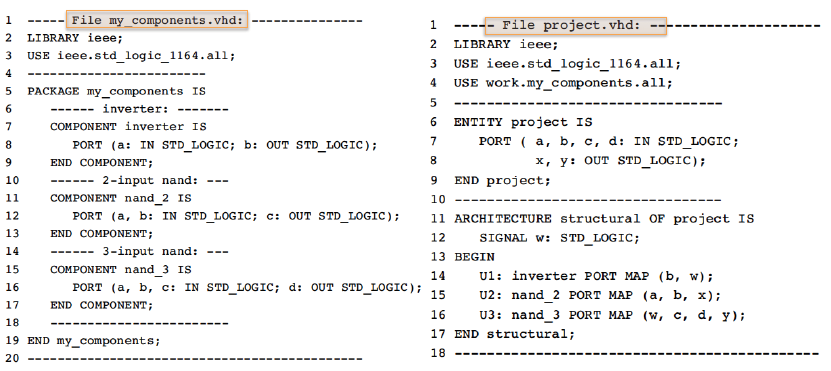 1 ----- File my_components.vhd: ---------------
2 LIBRARY ieee;
3 USE ieee.std_logic_1164.all;
4 ------------------------
5 PACKAGE my_components IS
6 ------ inverter: -------
7 COMPONENT inverter IS
8 PORT (a: IN STD_LOGIC; b: OUT STD_LOGIC);
9 END COMPONENT;
10 ------ 2-input nand: ---
11 COMPONENT nand_2 IS
12 PORT (a, b: IN STD_LOGIC; c: OUT STD_LOGIC);
13 END COMPONENT;
14 ------ 3-input nand: ---
15 COMPONENT nand_3 IS
16 PORT (a, b, c: IN STD_LOGIC; d: OUT STD_LOGIC);
17 END COMPONENT;
18 ------------------------
19 END my_components;
20 ---------------------------------------------
1 ----- File project.vhd: ---------------------
2 LIBRARY ieee;
3 USE ieee.std_logic_1164.all;
4 USE work.my_components.all;
5 ---------------------------------
6 ENTITY project IS
7 PORT ( a, b, c, d: IN STD_LOGIC;
8 x, y: OUT STD_LOGIC);
9 END project;
10 ---------------------------------
11 ARCHITECTURE structural OF project IS
12 SIGNAL w: STD_LOGIC;
13 BEGIN
14 U1: inverter PORT MAP (b, w);
15 U2: nand_2 PORT MAP (a, b, x);
16 U3: nand_3 PORT MAP (w, c, d, y);
17 END structural;
18 ---------------------------------------------